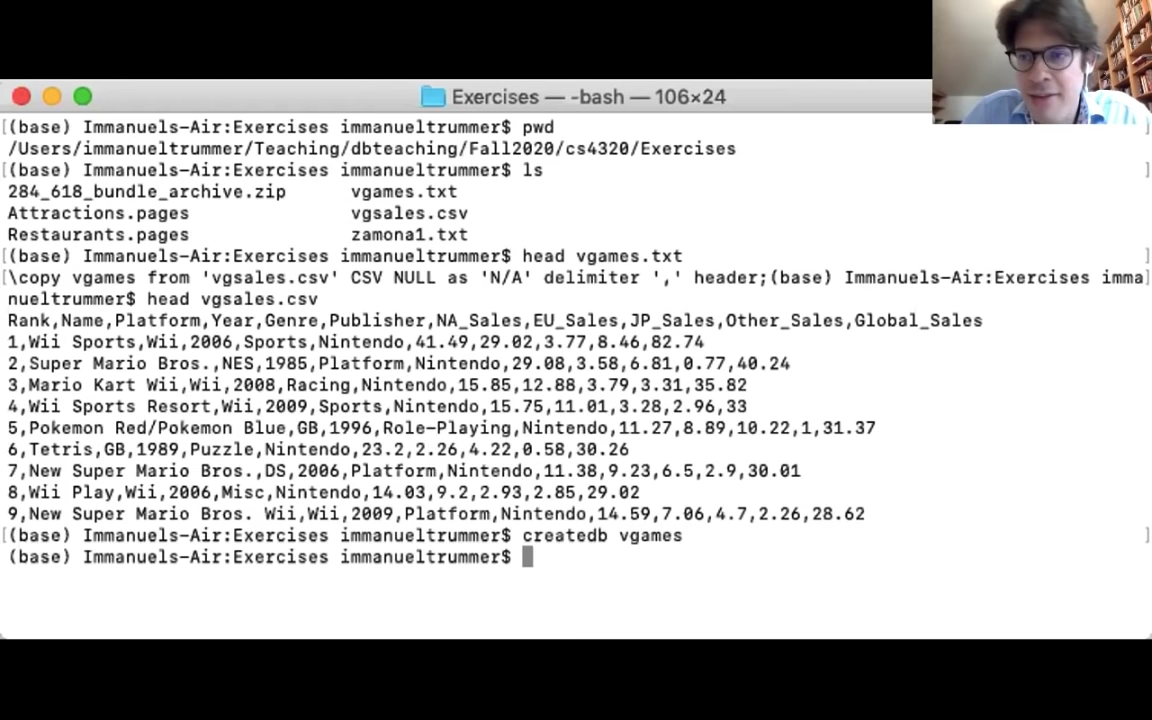 Exercises — -bash — 106×24
(base) Immanuels-Air:Exercises immanueltrummer$ pwd
/Users/immanueltrummer/Teaching/dbteaching/Fall2020/cs4320/Exercises
(base) Immanuels-Air:Exercises immanueltrummer$ ls
284_618_bundle_archive.zip vgames.txt
Attractions.pages vgsales.csv
Restaurants.pages zamona1.txt
(base) Immanuels-Air:Exercises immanueltrummer$ head vgames.txt
\copy vgames from 'vgsales.csv' CSV NULL as 'N/A' delimiter ',' header;(base) Immanuels-Air:Exercises imma
nueltrummer$ head vgsales.csv
Rank,Name,Platform,Year,Genre,Publisher,NA_Sales,EU_Sales,JP_Sales,Other_Sales,Global_Sales
1,Wii Sports,Wii,2006,Sports,Nintendo,41.49,29.02,3.77,8.46,82.74
2,Super Mario Bros.,NES,1985,Platform,Nintendo,29.08,3.58,6.81,0.77,40.24
3,Mario Kart Wii,Wii,2008,Racing,Nintendo,15.85,12.88,3.79,3.31,35.82
4,Wii Sports Resort,Wii,2009,Sports,Nintendo,15.75,11.01,3.28,2.96,33
5,Pokemon Red/Pokemon Blue,GB,1996,Role-Playing,Nintendo,11.27,8.89,10.22,1,31.37
6,Tetris,GB,1989,Puzzle,Nintendo,23.2,2.26,4.22,0.58,30.26
7,New Super Mario Bros.,DS,2006,Platform,Nintendo,11.38,9.23,6.5,2.9,30.01
8,Wii Play,Wii,2006,Misc,Nintendo,14.03,9.2,2.93,2.85,29.02
9,New Super Mario Bros. Wii,Wii,2009,Platform,Nintendo,14.59,7.06,4.7,2.26,28.62
(base) Immanuels-Air:Exercises immanueltrummer$ createdb vgames
(base) Immanuels-Air:Exercises immanueltrummer$